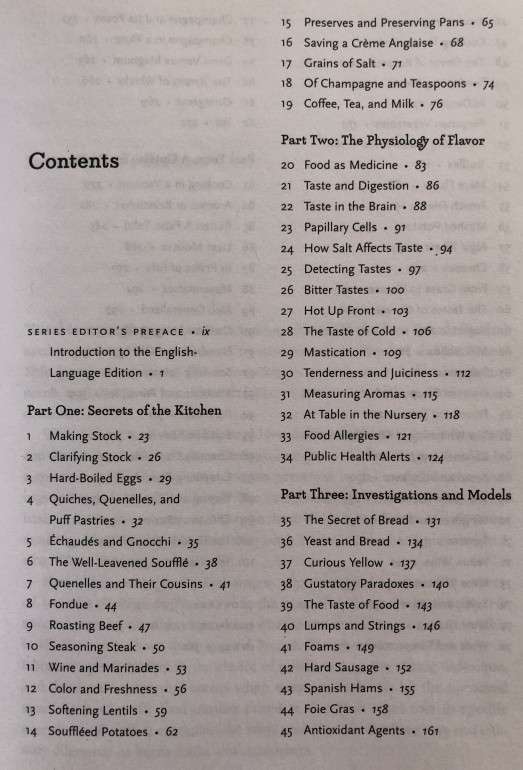 Contents
SERIES EDITOR'S PREFACE • ix
Introduction to the English-
Language Edition • 1
Part One: Secrets of the Kitchen
1 Making Stock • 23
2 Clarifying Stock • 26
3 Hard-Boiled Eggs • 29
4 Quiches, Quenelles, and
Puff Pastries • 32
5 Échaudés and Gnocchi • 35
6 The Well-Leavened Soufflé • 38
7 Quenelles and Their Cousins • 41
8 Fondue • 44
9 Roasting Beef • 47
10 Seasoning Steak • 50
11 Wine and Marinades • 53
12 Color and Freshness • 56
13 Softening Lentils • 59
14 Souffléed Potatoes • 62
15 Preserves and Preserving Pans • 65
16 Saving a Crème Anglaise • 68
17 Grains of Salt • 71
18 Of Champagne and Teaspoons • 74
19 Coffee, Tea, and Milk • 76
Part Two: The Physiology of Flavor
20 Food as Medicine • 83
21 Taste and Digestion • 86
22 Taste in the Brain • 88
23 Papillary Cells • 91
24 How Salt Affects Taste • 94
25 Detecting Tastes • 97
26 Bitter Tastes • 100
27 Hot Up Front • 103
28 The Taste of Cold • 106
29 Mastication • 109
30 Tenderness and Juiciness • 112
31 Measuring Aromas • 115
32 At Table in the Nursery • 118
33 Food Allergies • 121
34 Public Health Alerts • 124
Part Three: Investigations and Models
35 The Secret of Bread • 131
36 Yeast and Bread • 134
37 Curious Yellow • 137
38 Gustatory Paradoxes • 140
39 The Taste of Food • 143
40 Lumps and Strings • 146
41 Foams • 149
42 Hard Sausage • 152
43 Spanish Hams • 155
44 Foie Gras • 158
45 Antioxidant Agents • 161